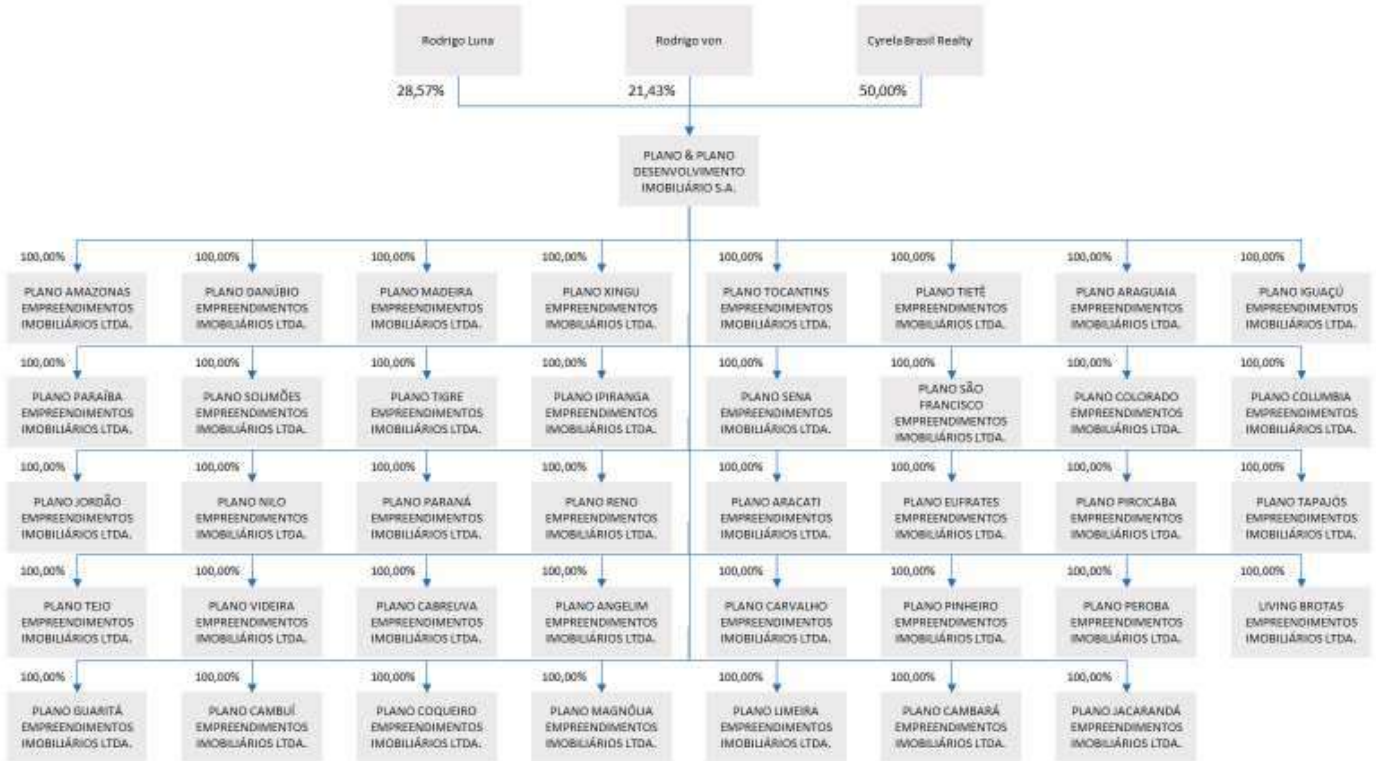 Rodrigo Luna
Rodrigo von
Cyrela Brasil Realty
28,57%
21,43%
50,00%
PLANO & PLANO
DESENVOLVIMENTO
IMOBILIÁRIO S.A.
100,00%
100,00%
100,00%
100,00%
100,00%
100,00%
100,00%
100,00%
PLANO AMAZONAS
EMPREENDIMENTOS
IMOBILIÁRIOS LTDA.
PLANO DANÚBIO
EMPREENDIMENTOS
IMOBILIÁRIOS LTDA.
PLANO MADEIRA
EMPREENDIMENTOS
IMOBILIÁRIOS LTDA.
PLANO XINGU
EMPREENDIMENTOS
IMOBILIÁRIOS LTDA.
PLANO TOCANTINS
EMPREENDIMENTOS
IMOBILIÁRIOS LTDA.
PLANO TIETÊ
EMPREENDIMENTOS
IMOBILIÁRIOS LTDA.
PLANO ARAGUAIA
EMPREENDIMENTOS
IMOBILIÁRIOS LTDA.
PLANO IGUAÇÚ
EMPREENDIMENTOS
IMOBILIÁRIOS LTDA.
100,00%
100,00%
100,00%
100,00%
100,00%
100,00%
100,00%
100,00%
PLANO PARAÍBA
EMPREENDIMENTOS
IMOBILIÁRIOS LTDA.
PLANO SOLIMÕES
EMPREENDIMENTOS
IMOBILIÁRIOS LTDA.
PLANO TIGRE
EMPREENDIMENTOS
IMOBILIÁRIOS LTDA.
PLANO IPIRANGA
EMPREENDIMENTOS
IMOBILIÁRIOS LTDA.
PLANO SENA
EMPREENDIMENTOS
IMOBILIÁRIOS LTDA.
PLANO SÃO
FRANCISCO
EMPREENDIMENTOS
IMOBILIÁRIOS LTDA.
PLANO COLORADO
EMPREENDIMENTOS
IMOBILIÁRIOS LTDA.
PLANO COLUMBIA
EMPREENDIMENTOS
IMOBILIÁRIOS LTDA.
100,00%
100,00%
100,00%
100,00%
100,00%
100,00%
100,00%
100,00%
PLANO JORDÃO
EMPREENDIMENTOS
IMOBILIÁRIOS LTDA.
PLANO NILO
EMPREENDIMENTOS
IMOBILIÁRIOS LTDA.
PLANO PARANÁ
EMPREENDIMENTOS
IMOBILIÁRIOS LTDA.
PLANO RENO
EMPREENDIMENTOS
IMOBILIÁRIOS LTDA.
PLANO ARACATI
EMPREENDIMENTOS
IMOBILIÁRIOS LTDA.
PLANO EUFRATES
EMPREENDIMENTOS
IMOBILIÁRIOS LTDA.
PLANO PIRCICABA
EMPREENDIMENTOS
IMOBILIÁRIOS LTDA.
PLANO TAPAJÓS
EMPREENDIMENTOS
IMOBILIÁRIOS LTDA.
100,00%
100,00%
100,00%
100,00%
100,00%
100,00%
100,00%
100,00%
PLANO TEJO
EMPREENDIMENTOS
IMOBILIÁRIOS LTDA.
PLANO VIDEIRA
EMPREENDIMENTOS
IMOBILIÁRIOS LTDA.
PLANO CABREUVA
EMPREENDIMENTOS
IMOBILIÁRIOS LTDA.
PLANO ANGELIM
EMPREENDIMENTOS
IMOBILIÁRIOS LTDA.
PLANO CARVALHO
EMPREENDIMENTOS
IMOBILIÁRIOS LTDA.
PLANO PINHEIRO
EMPREENDIMENTOS
IMOBILIÁRIOS LTDA.
PLANO PEROBA
EMPREENDIMENTOS
IMOBILIÁRIOS LTDA.
LIVING BROTAS
EMPREENDIMENTOS
IMOBILIÁRIOS LTDA.
100,00%
100,00%
100,00%
100,00%
100,00%
100,00%
100,00%
PLANO GUARITÁ
EMPREENDIMENTOS
IMOBILIÁRIOS LTDA.
PLANO CAMBUÍ
EMPREENDIMENTOS
IMOBILIÁRIOS LTDA.
PLANO COQUEIRO
EMPREENDIMENTOS
IMOBILIÁRIOS LTDA.
PLANO MAGNÓLIA
EMPREENDIMENTOS
IMOBILIÁRIOS LTDA.
PLANO LIMEIRA
EMPREENDIMENTOS
IMOBILIÁRIOS LTDA.
PLANO CAMBARÁ
EMPREENDIMENTOS
IMOBILIÁRIOS LTDA.
PLANO JACARANDÁ
EMPREENDIMENTOS
IMOBILIÁRIOS LTDA.